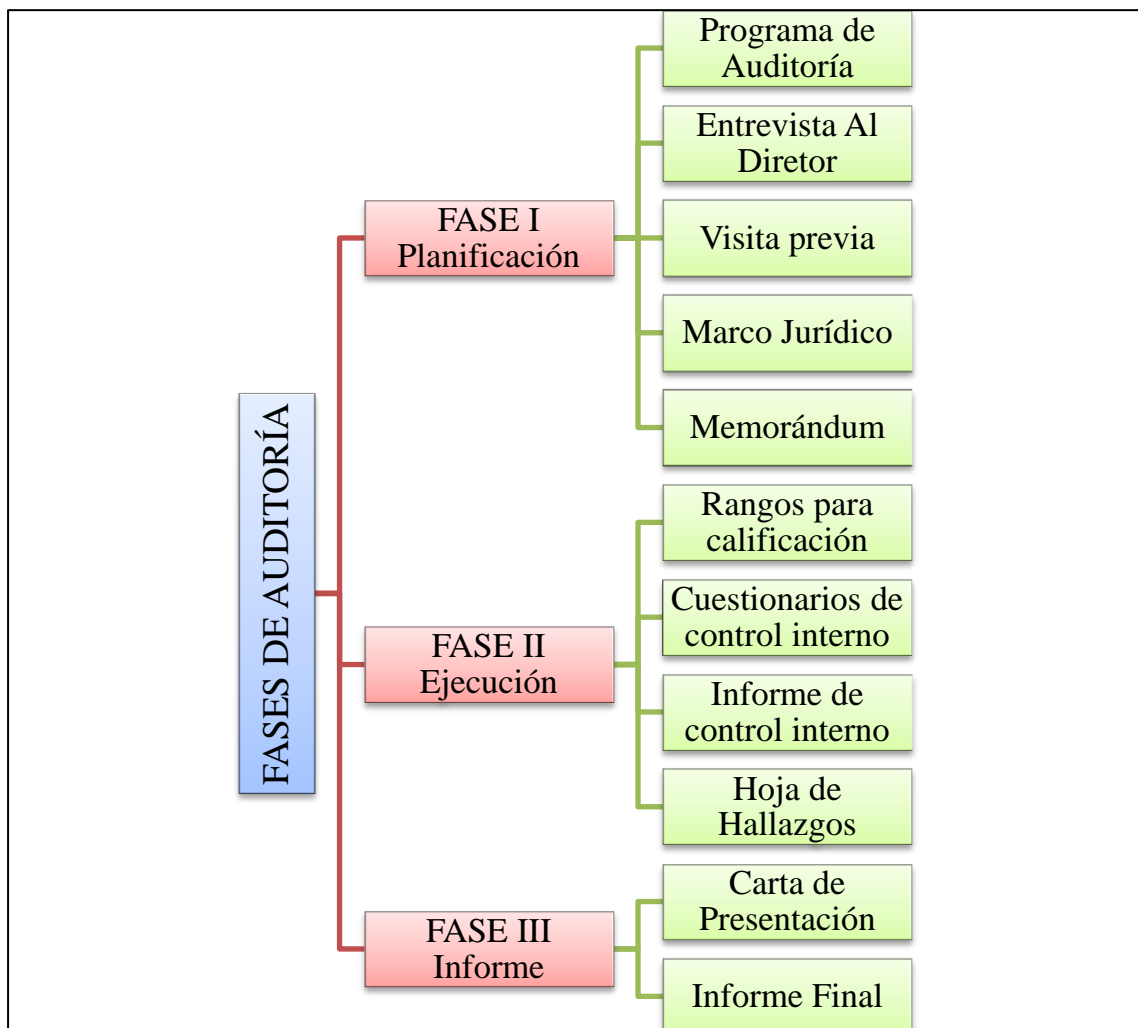 FASES DE AUDITORÍA
FASE I
Planificación
Programa de
Auditoría
Entrevista Al
Diretor
Visita previa
Marco Jurídico
Memorándum
FASE II
Ejecución
Rangos para
calificación
Cuestionarios de
control interno
Informe de
control interno
Hoja de
Hallazgos
FASE III
Informe
Carta de
Presentación
Informe Final